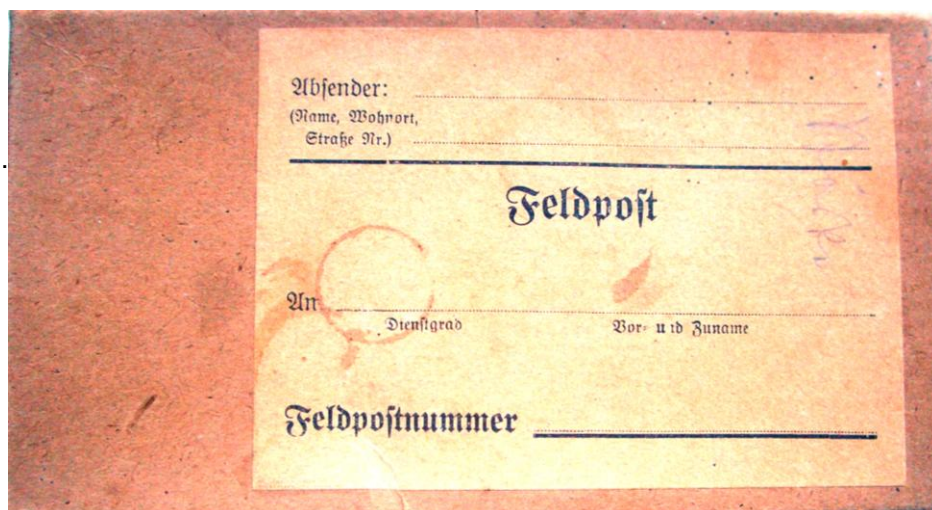 Absender:
(Name, Wohnort,
Straße Nr.)
Feldpost
An
Dienstgrad Vor- und Zuname
Feldpostnummer